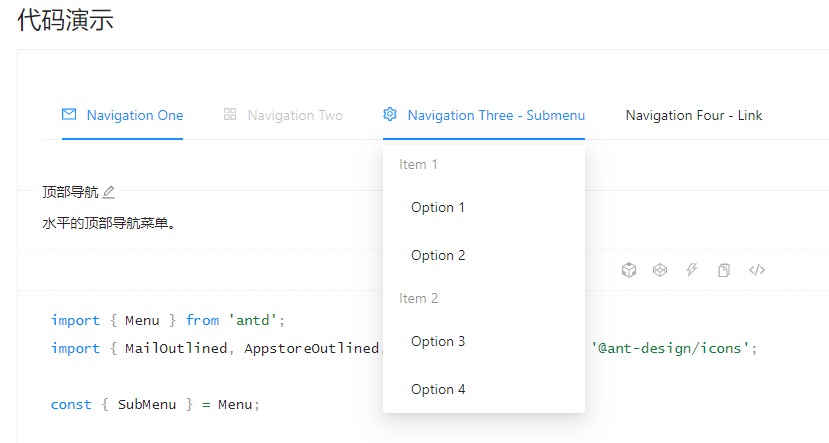 代码演示
Navigation One Navigation Two Navigation Three - Submenu Navigation Four - Link
Item 1
顶部导航
Option 1
水平的顶部导航菜单。
Option 2
Item 2
import { Menu } from 'antd';
Option 3
import { MailOutlined, AppstoreOutlined, '@ant-design/icons';
Option 4
const { SubMenu } = Menu;